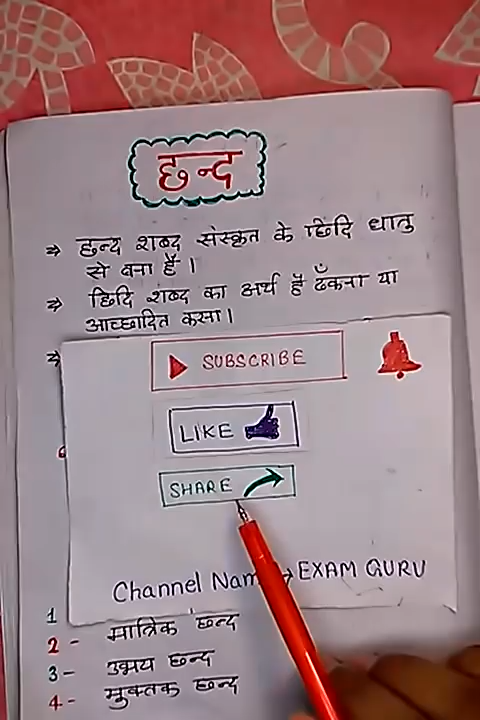 छन्द
⇒ छन्द शब्द संस्कृत के छिदि धातु
से बना है ।
⇒ छिदि शब्द का अर्थ है ढँकना या
आच्छादित करना ।
⇒
SUBSCRIBE
LIKE
SHARE
Channel Nam → EXAM GURU
1
2 - मात्रिक छन्द
3 - उभय छन्द
4 - मुक्तक छन्द